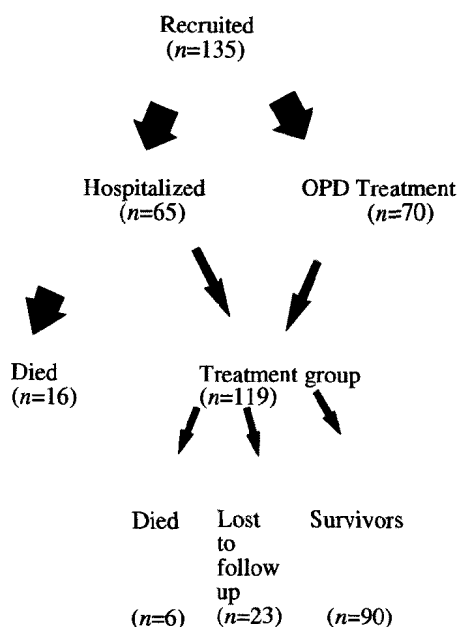 Recruited
(n=135)
Hospitalized
(n=65)
OPD Treatment
(n=70)
Died
(n=16)
Treatment group
(n=119)
Died
(n=6)
Lost
to
follow
up
(n=23)
Survivors
(n=90)